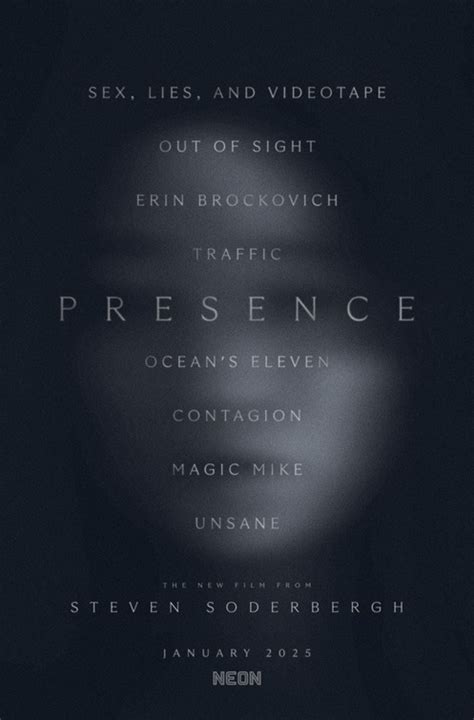 SEX, LIES, AND VIDEOTAPE
OUT OF SIGHT
ERIN BROCKOVICH
TRAFFIC
PRESENCE
OCEAN'S ELEVEN
CONTAGION
MAGIC MIKE
UNSANE
THE NEW FILM FROM
STEVEN SODERBERGH
JANUARY 2025
NEON